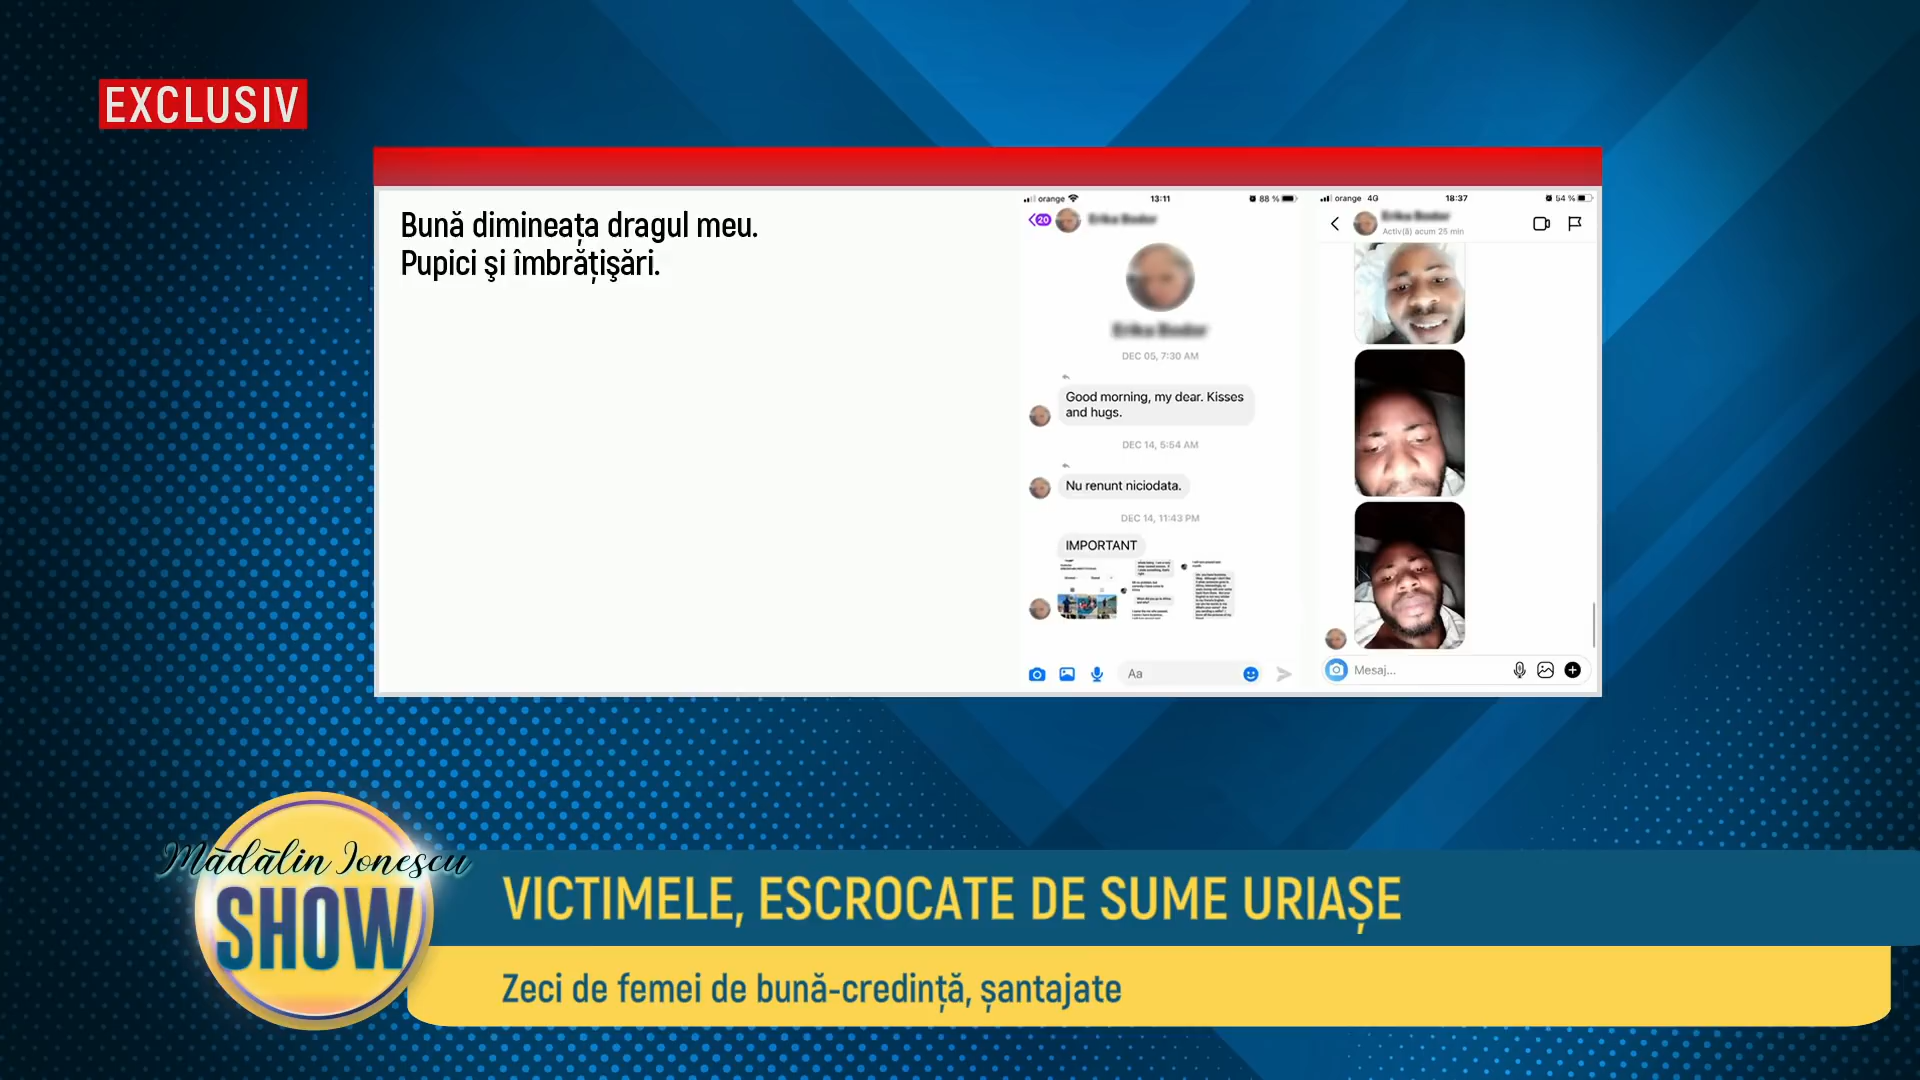 EXCLUSIV
Bună dimineața dragul meu.
Pupici şi îmbrățişări.
orange
13:11
88 %
20
DEC 05, 7:30 AM
Good morning, my dear. Kisses
and hugs.
DEC 14, 5:54 AM
Nu renunt niciodata.
DEC 14, 11:43 PM
IMPORTANT
Aa
orange 4G
18:37
54 %
Activ(ă) acum 25 min
Mesaj...
Mădălin Ionescu
SHOW
VICTIMELE, ESCROCATE DE SUME URIAȘE
Zeci de femei de bună-credință, șantajate